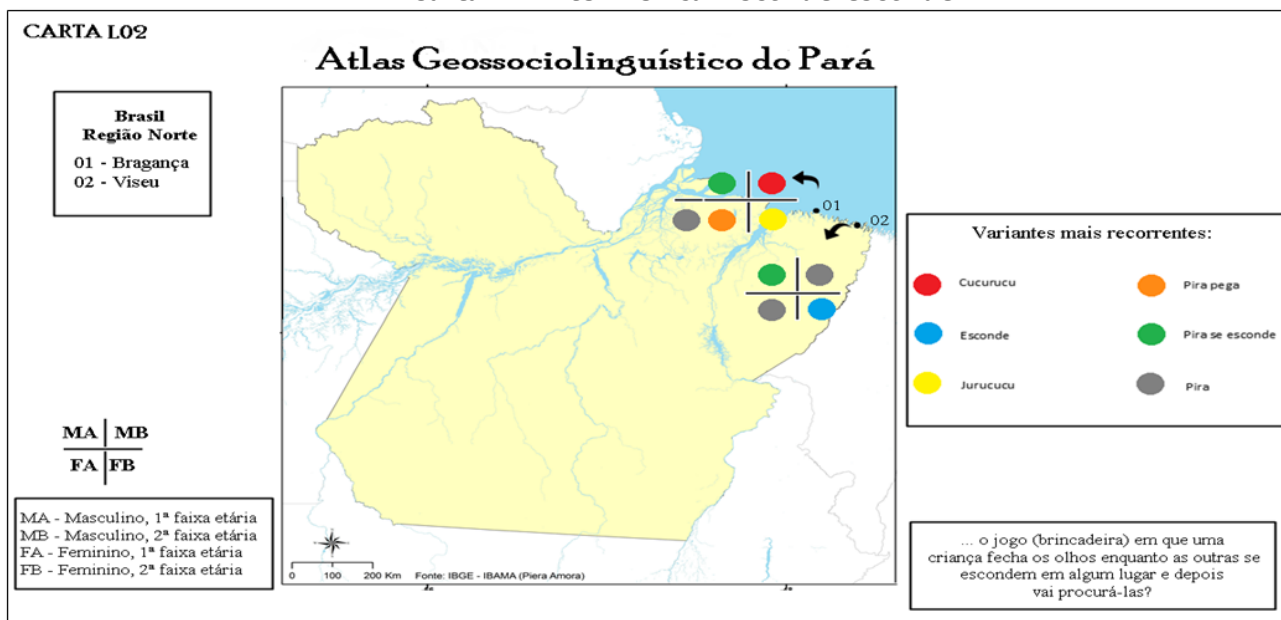 CARTA L02
Atlas Geossociolinguístico do Pará
Brasil
Região Norte
01 - Bragança
02 - Viseu
01
02
Variantes mais recorrentes:
Cucurucu
Pira pega
Esconde
Pira se esconde
Jurucucu
Pira
MA MB
FA FB
MA - Masculino, 1ª faixa etária
MB - Masculino, 2ª faixa etária
FA - Feminino, 1ª faixa etária
FB - Feminino, 2ª faixa etária
0 100 200 Km
Fonte: IBGE - IBAMA (Piera Amora)
... o jogo (brincadeira) em que uma
criança fecha os olhos enquanto as outras se
escondem em algum lugar e depois
vai procurá-las?